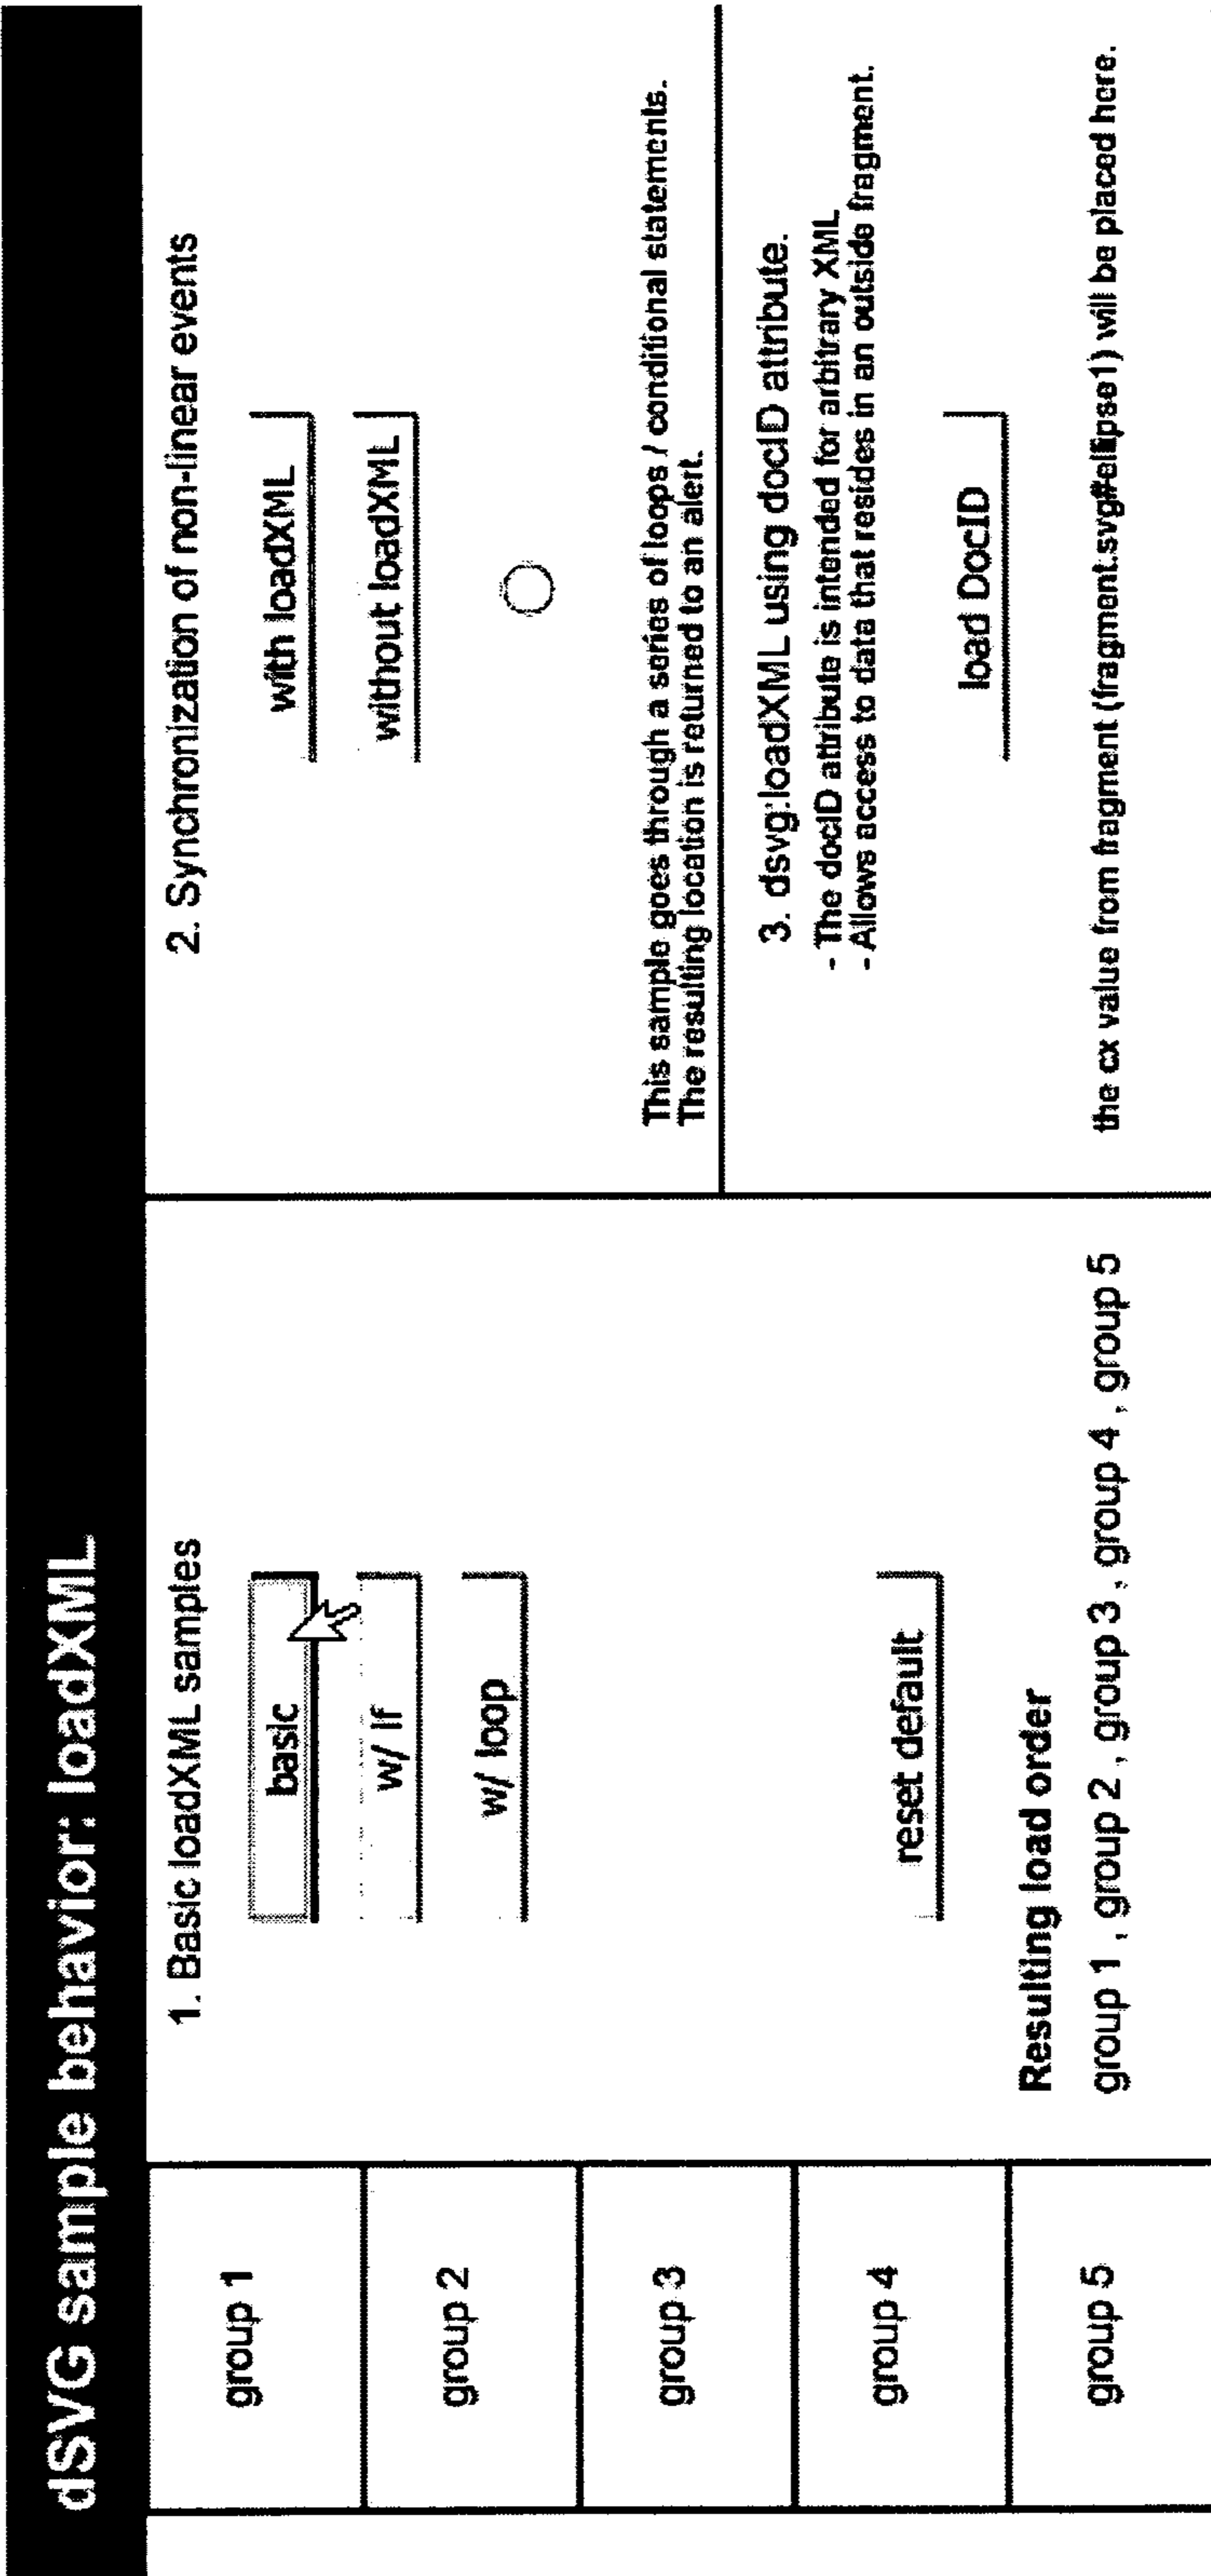 dSVG sample behavior: loadXML
group 1
group 2
group 3
group 4
group 5
1. Basic loadXML samples
basic
w/ If
w/ loop
reset default
Resulting load order
group 1 , group 2 , group 3 , group 4 , group 5
2. Synchronization of non-linear events
with loadXML
without loadXML
This sample goes through a series of loops / conditional statements.
The resulting location is returned to an alert.
3. dsvg:loadXML using docID attribute.
- The docID attribute is intended for arbitrary XML
- Allows access to data that resides in an outside fragment.
load DocID
the cx value from fragment (fragment.svg#ellipse1) will be placed here.